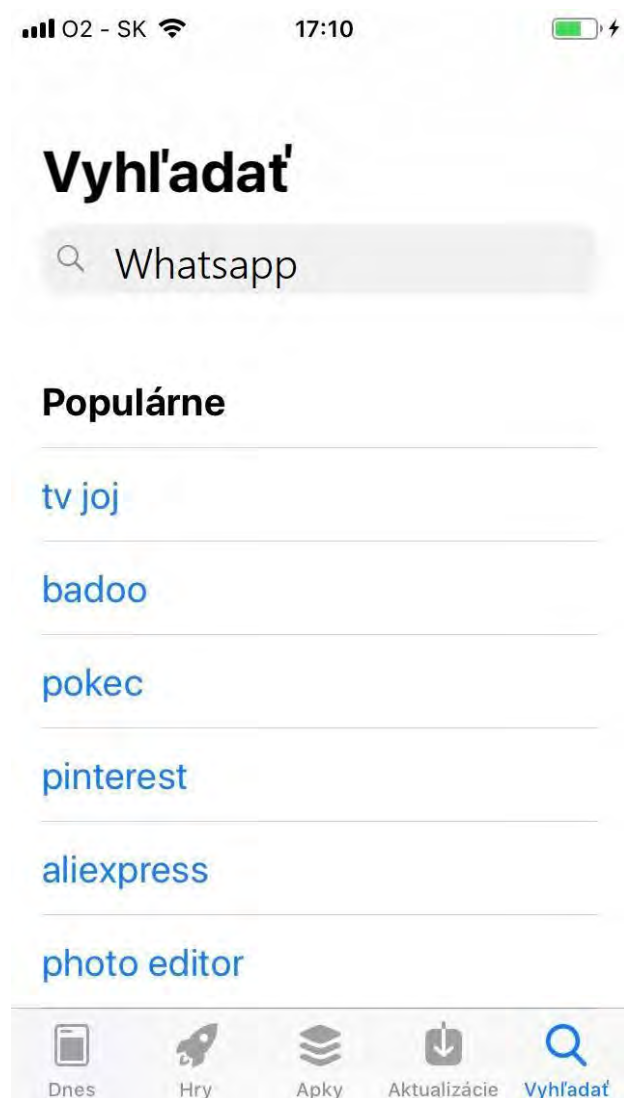 O2 - SK 17:10
Vyhľadať
Whatsapp
Populárne
tv joj
badoo
pokec
pinterest
aliexpress
photo editor
Dnes Hry Apky Aktualizácie Vyhľadať